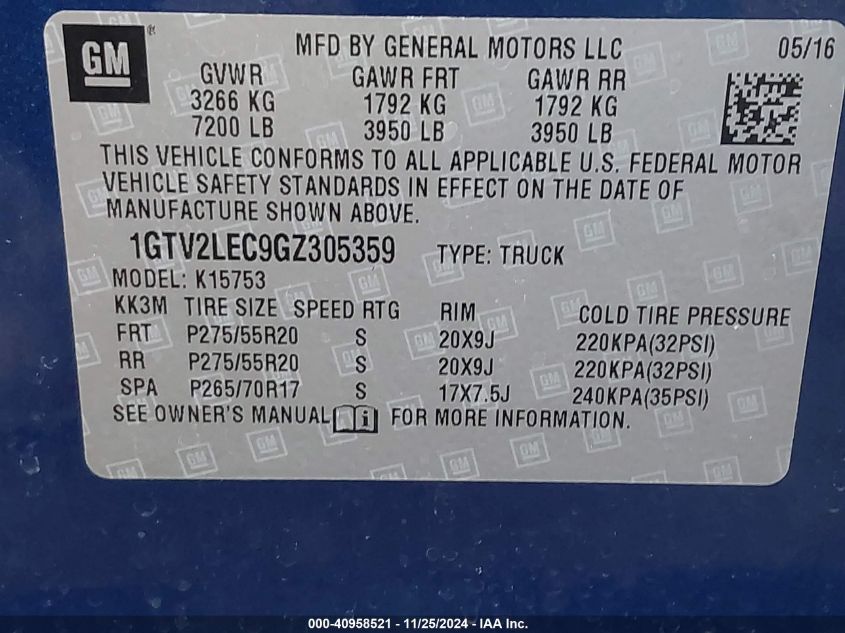 GM
MFD BY GENERAL MOTORS LLC 05/16
GVWR GAWR FRT GAWR RR
3266 KG 1792 KG 1792 KG
7200 LB 3950 LB 3950 LB
THIS VEHICLE CONFORMS TO ALL APPLICABLE U.S. FEDERAL MOTOR
VEHICLE SAFETY STANDARDS IN EFFECT ON THE DATE OF
MANUFACTURE SHOWN ABOVE.
1GTV2LEC9GZ305359 TYPE: TRUCK
MODEL: K15753
KK3M TIRE SIZE SPEED RTG RIM COLD TIRE PRESSURE
FRT P275/55R20 S 20X9J 220KPA(32PSI)
RR P275/55R20 S 20X9J 220KPA(32PSI)
SPA P265/70R17 S 17X7.5J 240KPA(35PSI)
SEE OWNER'S MANUAL FOR MORE INFORMATION.
000-40958521 - 11/25/2024 - IAA Inc.